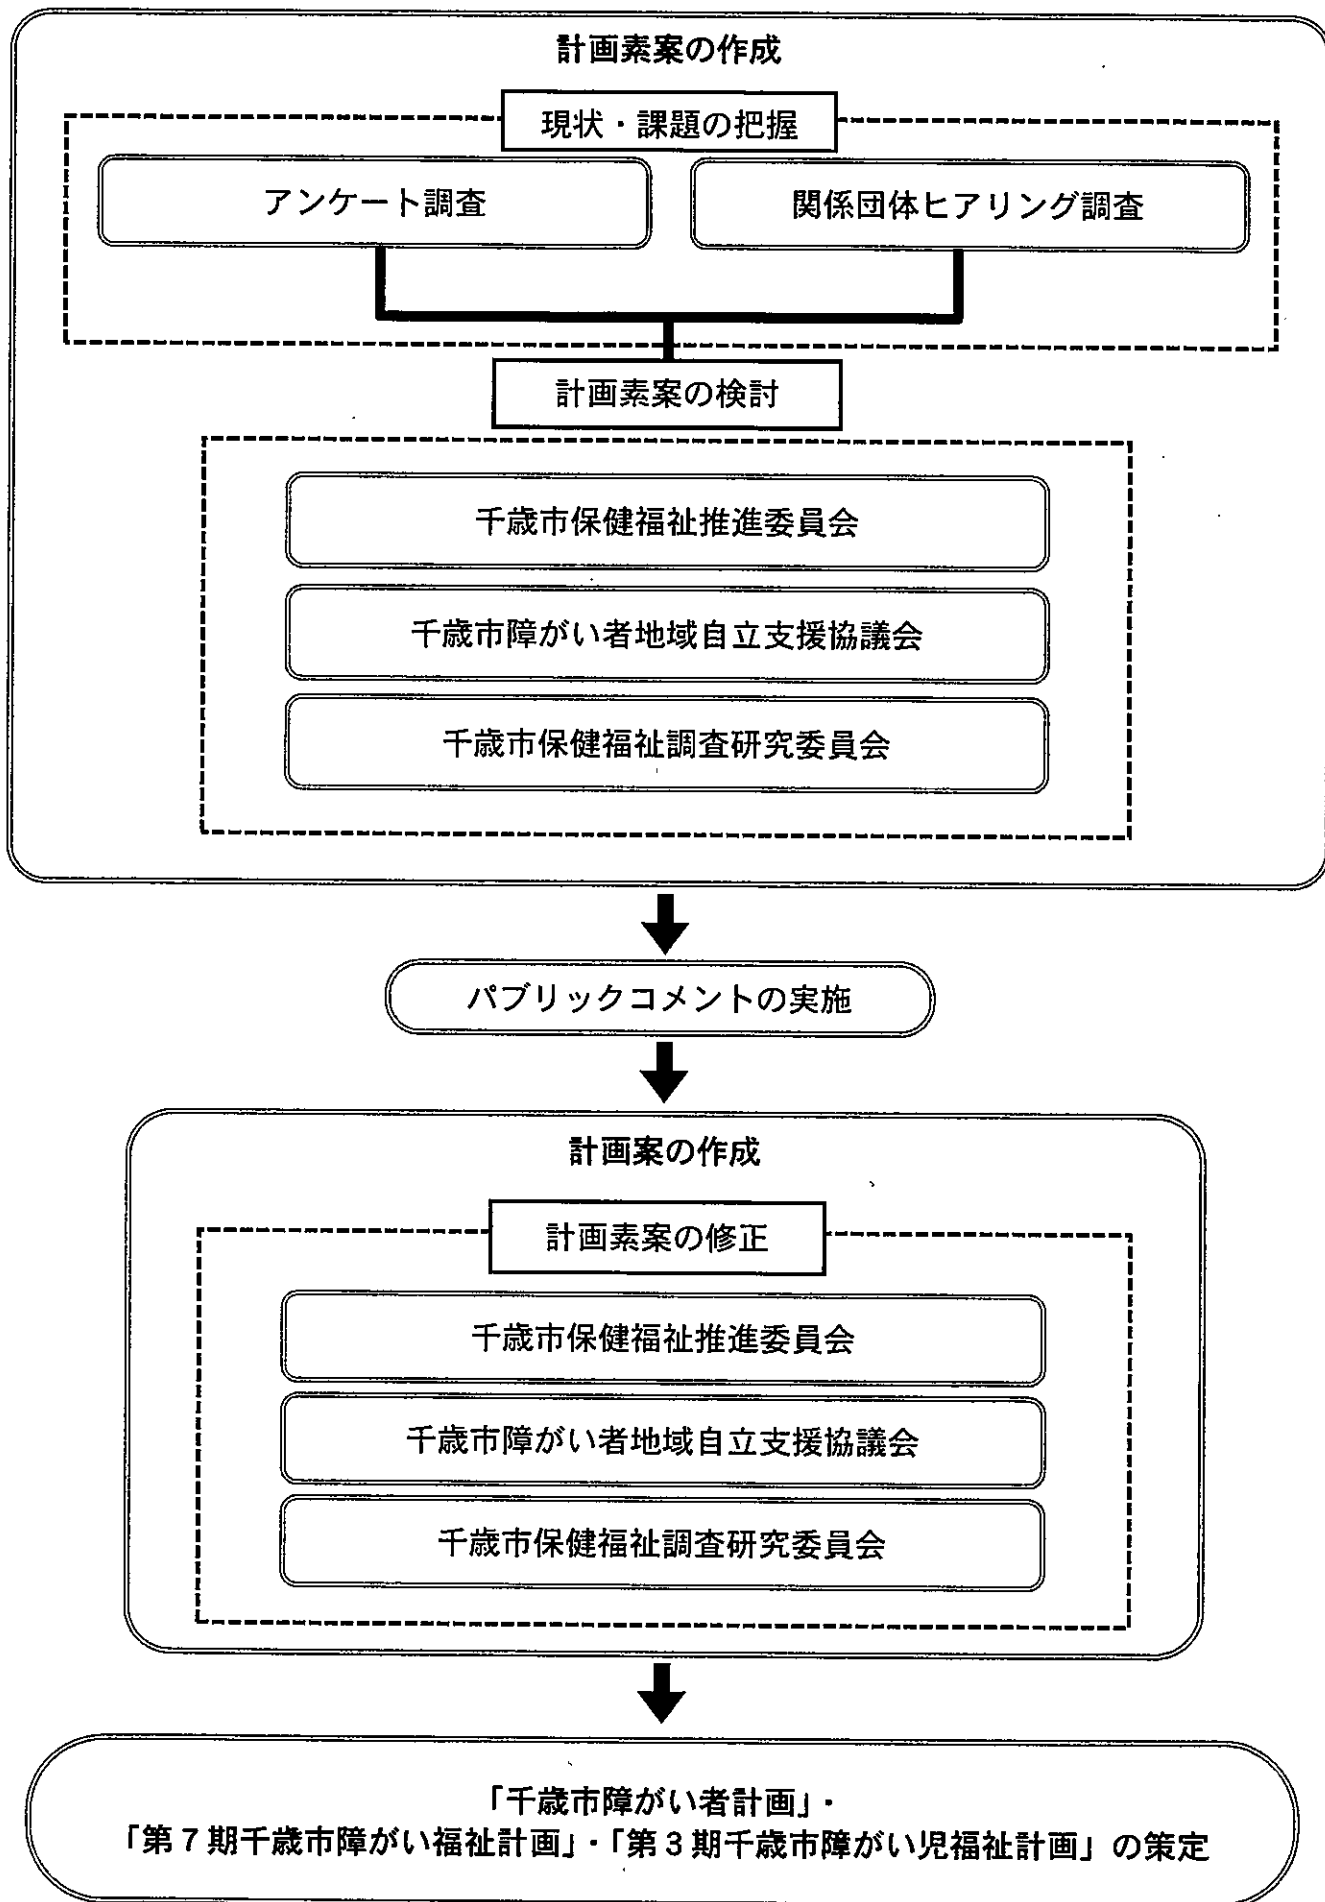 計画素案の作成
現状・課題の把握
アンケート調査
関係団体ヒアリング調査
計画素案の検討
千歳市保健福祉推進委員会
千歳市障がい者地域自立支援協議会
千歳市保健福祉調査研究委員会
パブリックコメントの実施
計画案の作成
計画素案の修正
千歳市保健福祉推進委員会
千歳市障がい者地域自立支援協議会
千歳市保健福祉調査研究委員会
「千歳市障がい者計画」・
「第７期千歳市障がい福祉計画」・「第３期千歳市障がい児福祉計画」の策定